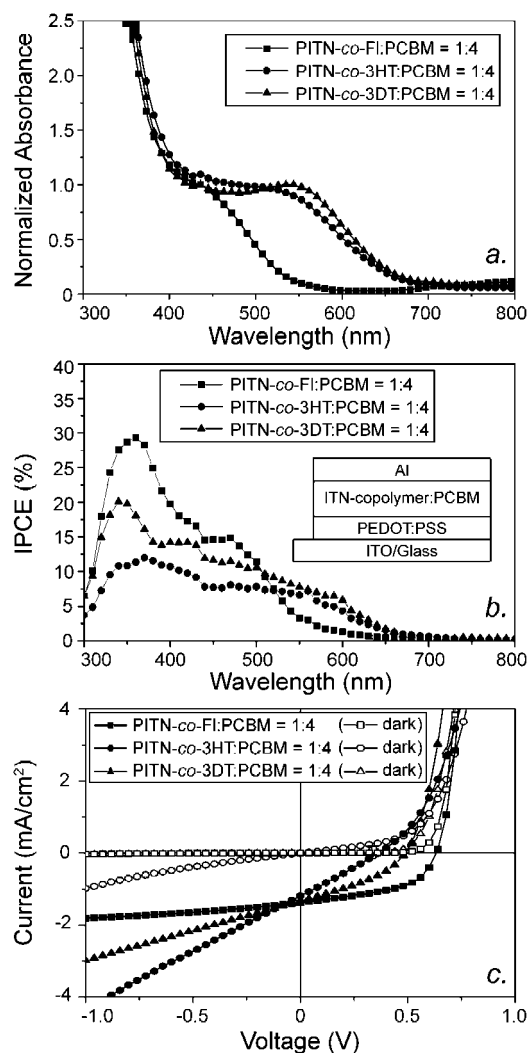 2.5
2.0
1.5
1.0
0.5
0
Normalized Absorbance
PITN-co-Fl:PCBM = 1:4
PITN-co-3HT:PCBM = 1:4
PITN-co-3DT:PCBM = 1:4
a.
300 400 500 600 700 800
Wavelength (nm)
40
35
30
25
20
15
10
5
0
IPCE (%)
PITN-co-Fl:PCBM = 1:4
PITN-co-3HT:PCBM = 1:4
PITN-co-3DT:PCBM = 1:4
Al
ITN-copolymer:PCBM
PEDOT:PSS
ITO/Glass
b.
300 400 500 600 700 800
Wavelength (nm)
4
2
0
-2
-4
Current (mA/cm²)
PITN-co-Fl:PCBM = 1:4 ( dark)
PITN-co-3HT:PCBM = 1:4 ( dark)
PITN-co-3DT:PCBM = 1:4 ( dark)
c.
-1.0 -0.5 0.0 0.5 1.0
Voltage (V)